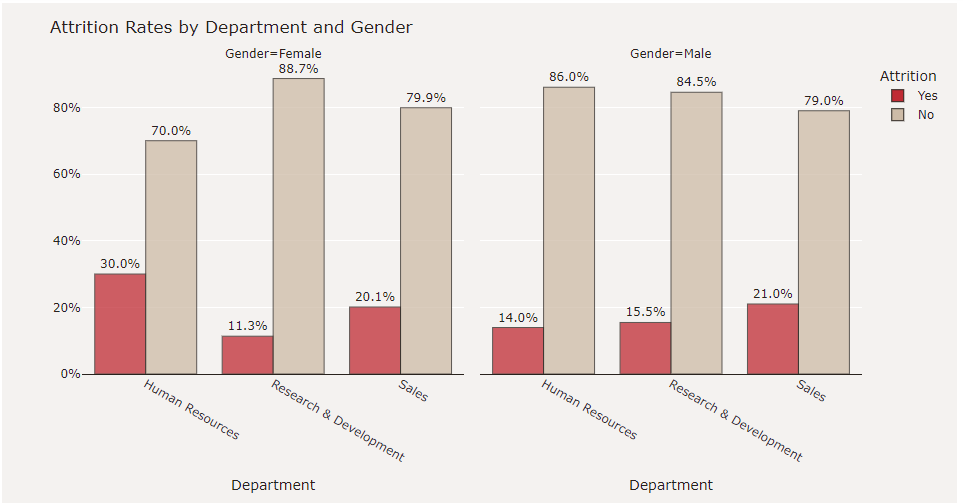 Attrition Rates by Department and Gender
Gender=Female
Gender=Male
Attrition
Yes
No
80%
60%
40%
20%
0%
30.0%
70.0%
11.3%
88.7%
20.1%
79.9%
14.0%
86.0%
15.5%
84.5%
21.0%
79.0%
Human Resources
Research & Development
Sales
Human Resources
Research & Development
Sales
Department
Department